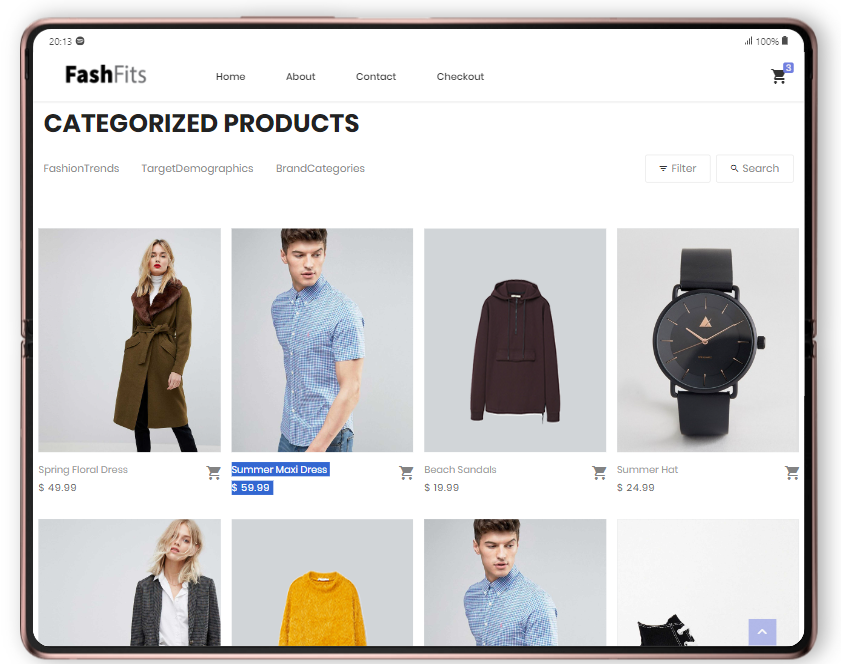 20:13
100%
FashFits
Home About Contact Checkout
3
CATEGORIZED PRODUCTS
FashionTrends TargetDemographics BrandCategories
Filter Search
Spring Floral Dress
$ 49.99
Summer Maxi Dress
$ 59.99
Beach Sandals
$ 19.99
Summer Hat
$ 24.99